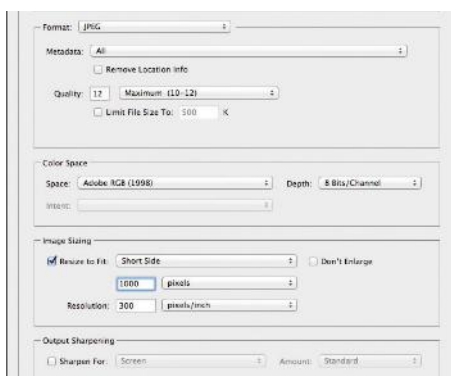 Format: JPEG
Metadata: All
Remove Location Info
Quality: 12 Maximum (10-12)
Limit File Size To: 500 K
Color Space
Space: Adobe RGB (1998) Depth: 8 Bits/Channel
Intent:
Image Sizing
Resize to Fit: Short Side Don't Enlarge
1000 pixels
Resolution: 300 pixels/inch
Output Sharpening
Sharpen For: Screen Amount: Standard